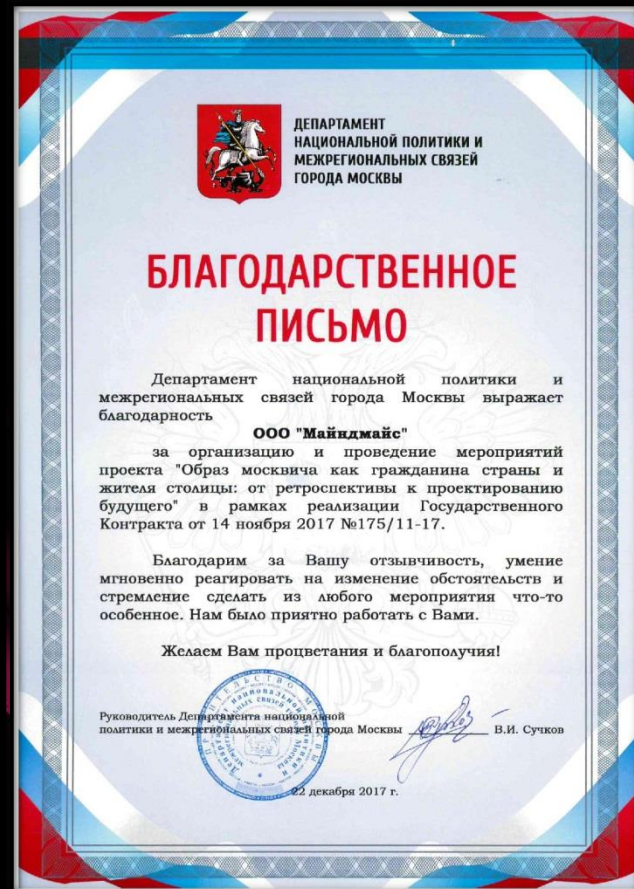 ДЕПАРТАМЕНТ
НАЦИОНАЛЬНОЙ ПОЛИТИКИ И
МЕЖРЕГИОНАЛЬНЫХ СВЯЗЕЙ
ГОРОДА МОСКВЫ
БЛАГОДАРСТВЕННОЕ
ПИСЬМО
Департамент национальной политики и
межрегиональных связей города Москвы выражает
благодарность
ООО "Майндмайс"
за организацию и проведение мероприятий
проекта "Образ москвича как гражданина страны и
жителя столицы: от ретроспективы к проектированию
будущего" в рамках реализации Государственного
Контракта от 14 ноября 2017 №175/11-17.
Благодарим за Вашу отзывчивость, умение
мгновенно реагировать на изменение обстоятельств и
стремление сделать из любого мероприятия что-то
особенное. Нам было приятно работать с Вами.
Желаем Вам процветания и благополучия!
Руководитель Департамента национальной
политики и межрегиональных связей города Москвы В.И. Сучков
22 декабря 2017 г.